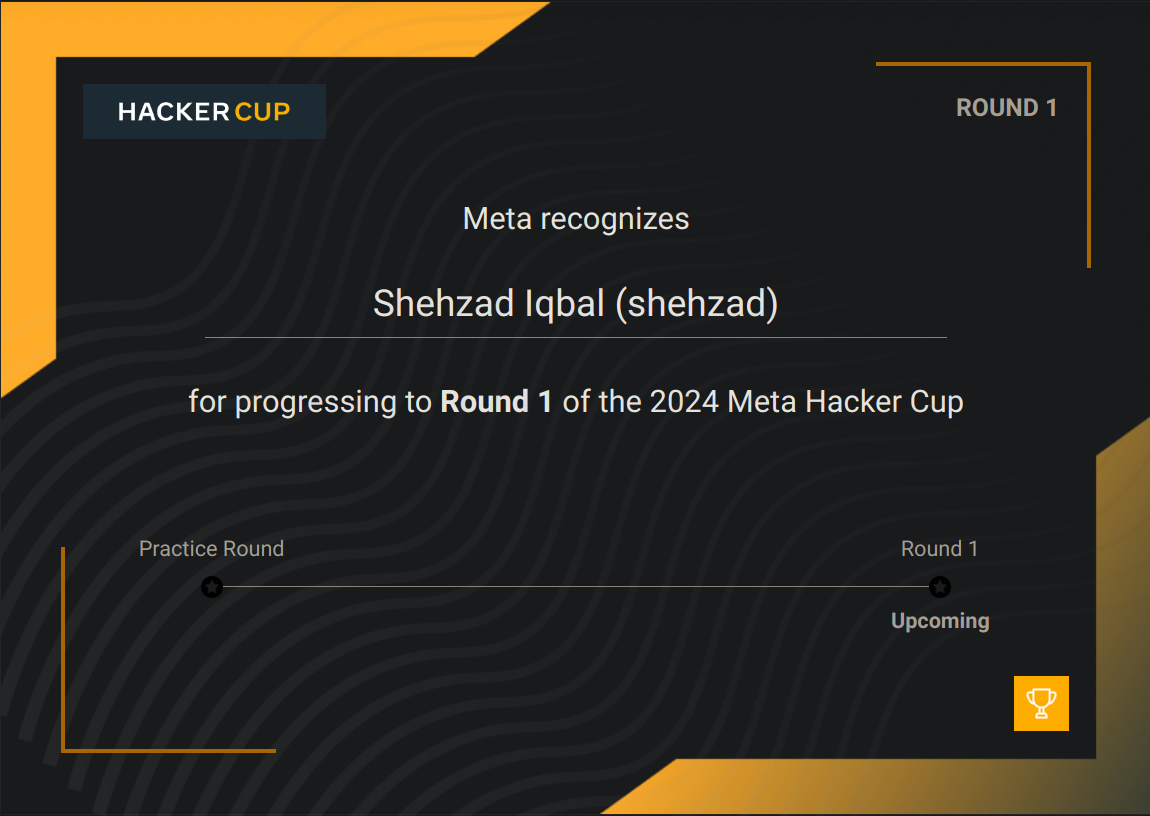 HACKER CUP
ROUND 1
Meta recognizes
Shehzad Iqbal (shehzad)
for progressing to Round 1 of the 2024 Meta Hacker Cup
Practice Round
Round 1
Upcoming